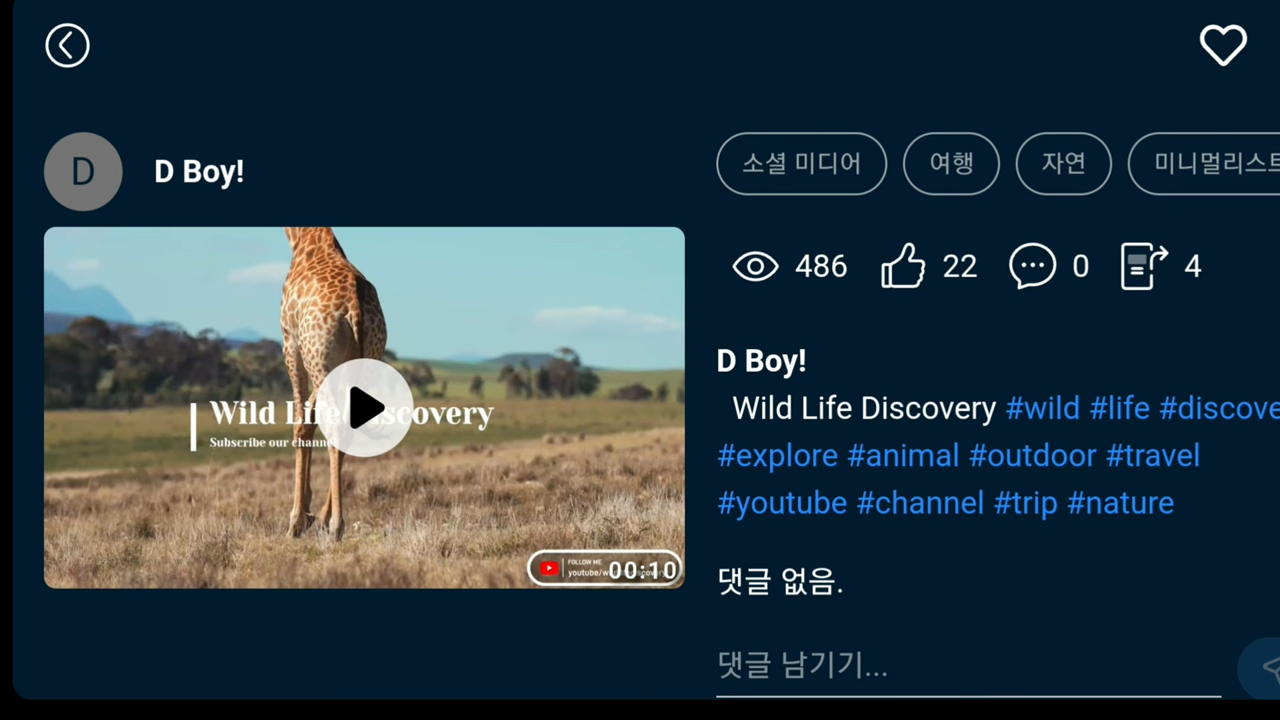 D
D Boy!
Wild Life Discovery
Subscribe our channel
FOLLOW ME
00:10
소셜 미디어
여행
자연
486
22
0
4
D Boy!
Wild Life Discovery #wild #life
#explore #animal #outdoor #travel
#youtube #channel #trip #nature
댓글 없음.
댓글 남기기...